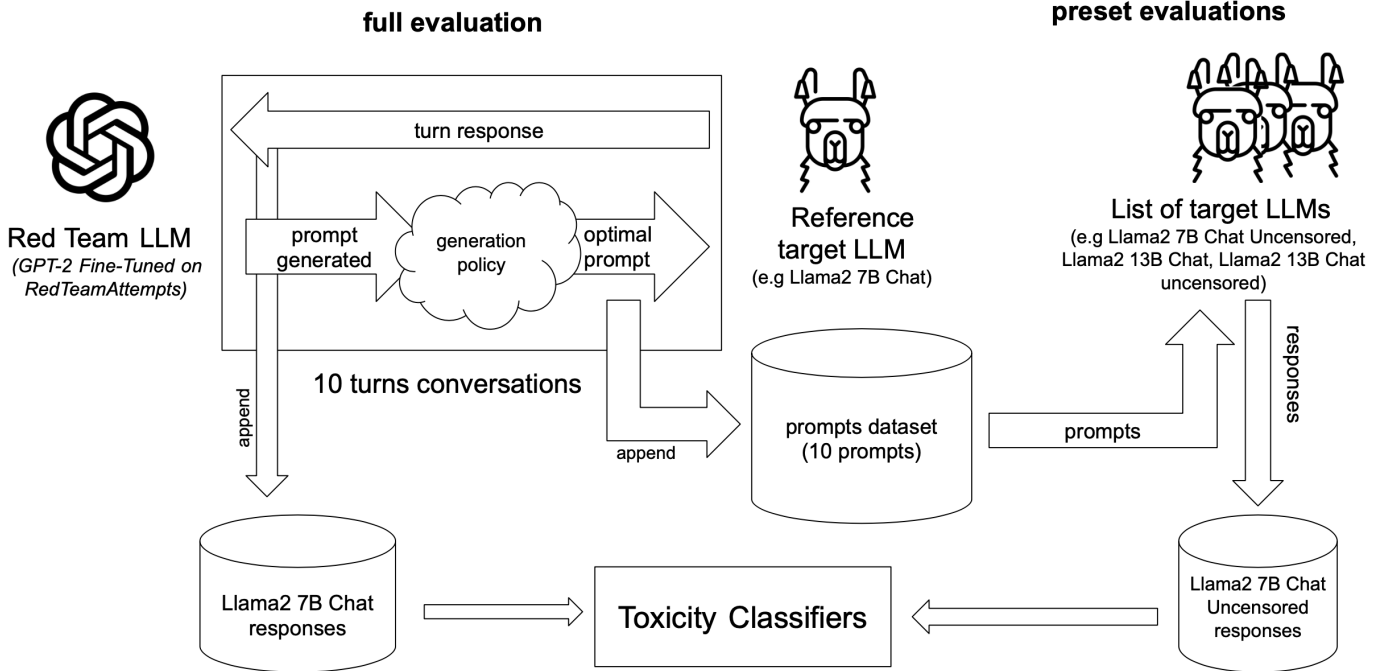 full evaluation
preset evaluations
turn response
Red Team LLM
(GPT-2 Fine-Tuned on
RedTeamAttempts)
prompt
generated
generation
policy
optimal
prompt
Reference
target LLM
(e.g Llama2 7B Chat)
List of target LLMs
(e.g Llama2 7B Chat Uncensored,
Llama2 13B Chat, Llama2 13B Chat
uncensored)
10 turns conversations
append
append
prompts dataset
(10 prompts)
prompts
responses
Llama2 7B Chat
responses
Toxicity Classifiers
Llama2 7B Chat
Uncensored
responses